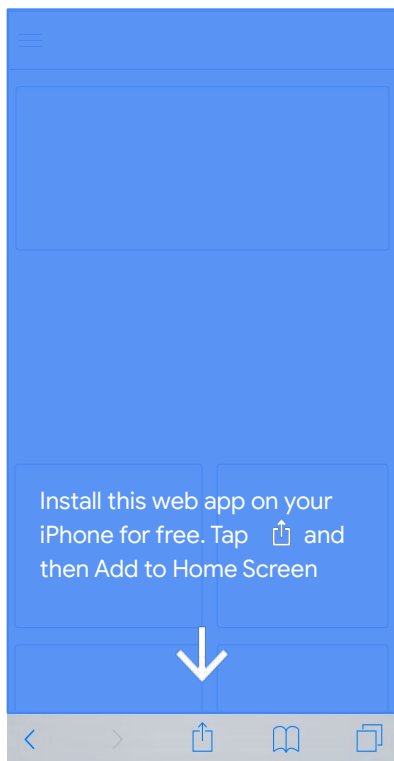 Install this web app on your
iPhone for free. Tap and
then Add to Home Screen